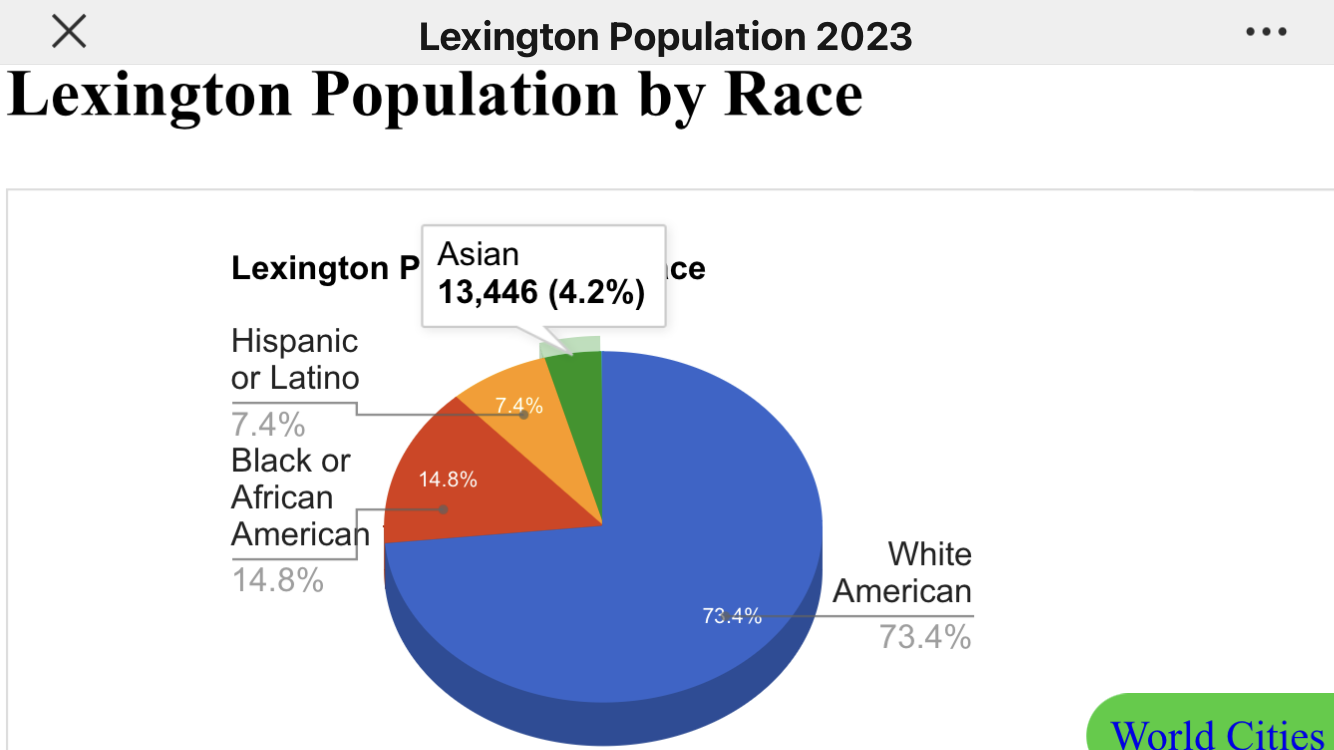 Lexington Population 2023
Lexington Population by Race
Asian
13,446 (4.2%)
Lexington P ce
Hispanic
or Latino
7.4%
7.4%
Black or
African
American
14.8%
14.8%
White
American
73.4%
73.4%
World Cities